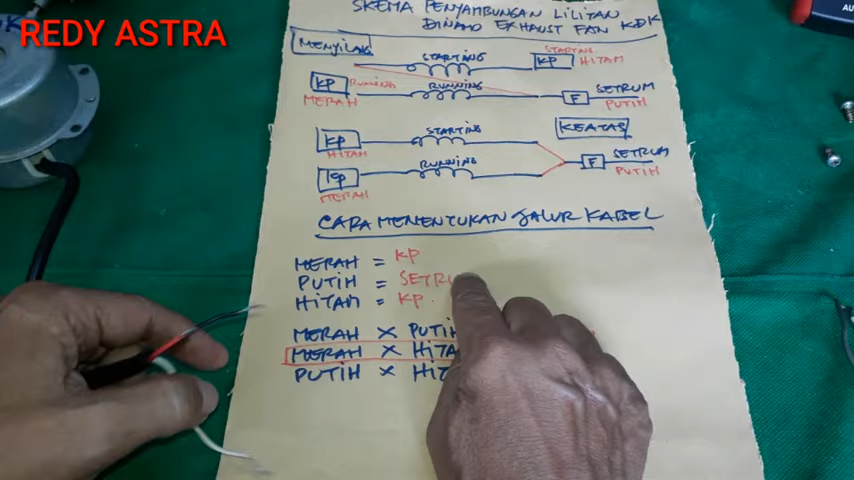 REDY ASTRA
SKEMA PENYAMBUNGAN LILITAN
DINAMO EXHAUST FAN KDK
MENYILANG
STARTING
STARTING
KP HITAM
KP RUNNING
MERAH
RUNNING
F
SETRUM
PUTIH
KP
HITAM
STARTING
KEATAS
KP
MERAH
RUNNING
F
SETRUM
PUTIH
CARA MENENTUKAN JALUR KABEL
MERAH = KP
PUTIH = SETRU
HITAM = KP.
MERAH X PUTIH
MERAH X HITA
PUTIH X HIT